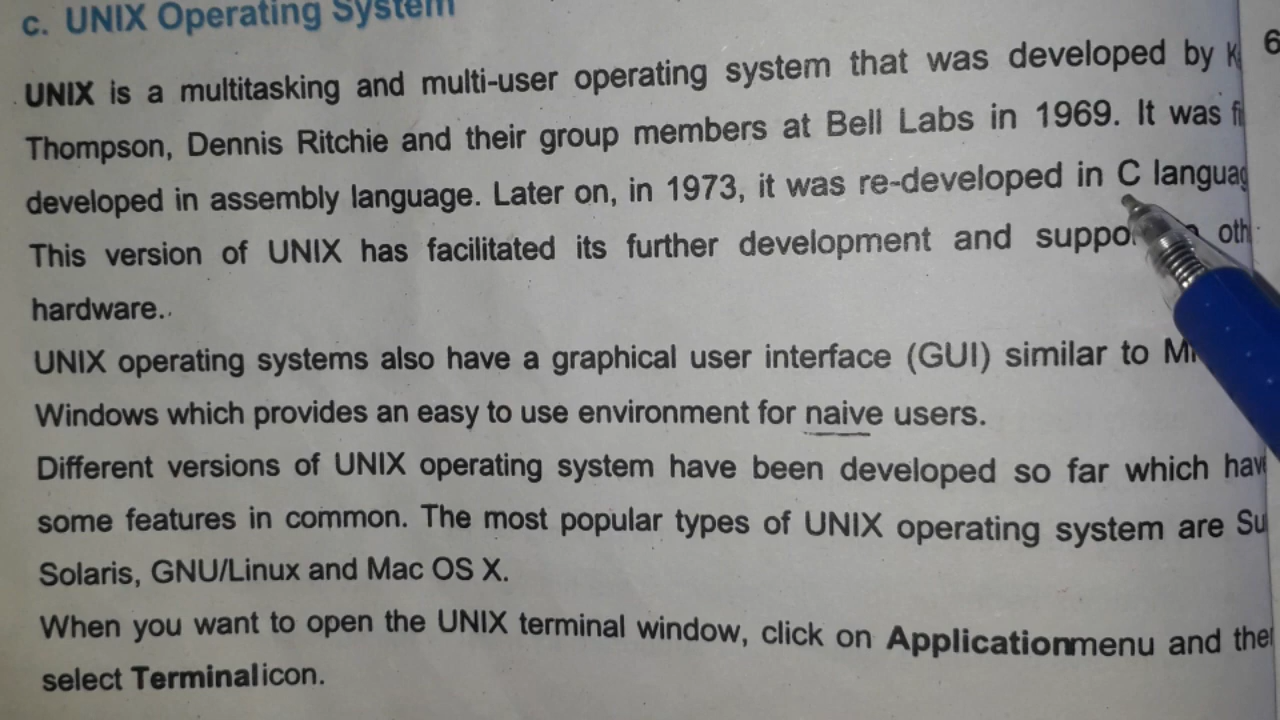 c. UNIX Operating System
6
UNIX is a multitasking and multi-user operating system that was developed by
Thompson, Dennis Ritchie and their group members at Bell Labs in 1969. It was
developed in assembly language. Later on, in 1973, it was re-developed in C
This version of UNIX has facilitated its further development and
hardware.
UNIX operating systems also have a graphical user interface (GUI) similar to
Windows which provides an easy to use environment for naive users.
Different versions of UNIX operating system have been developed so far which
some features in common. The most popular types of UNIX operating system are
Solaris, GNU/Linux and Mac OS X.
When you want to open the UNIX terminal window, click on Applicationmenu and
select Terminalicon.